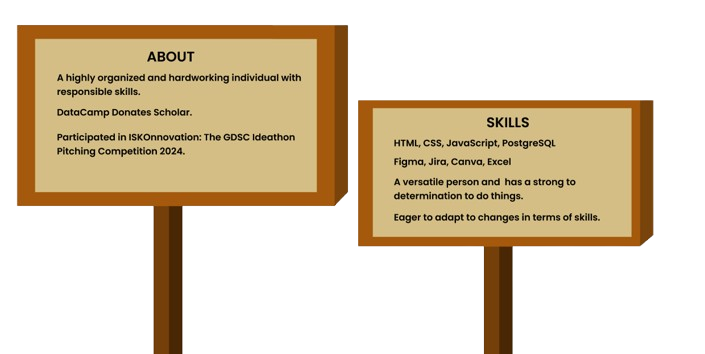 ABOUT
A highly organized and hardworking individual with
responsible skills.
DataCamp Donates Scholar.
Participated in ISKOnnovation: The GDSC Ideathon
Pitching Competition 2024.
SKILLS
HTML, CSS, JavaScript, PostgreSQL
Figma, Jira, Canva, Excel
A versatile person and has a strong to
determination to do things.
Eager to adapt to changes in terms of skills.